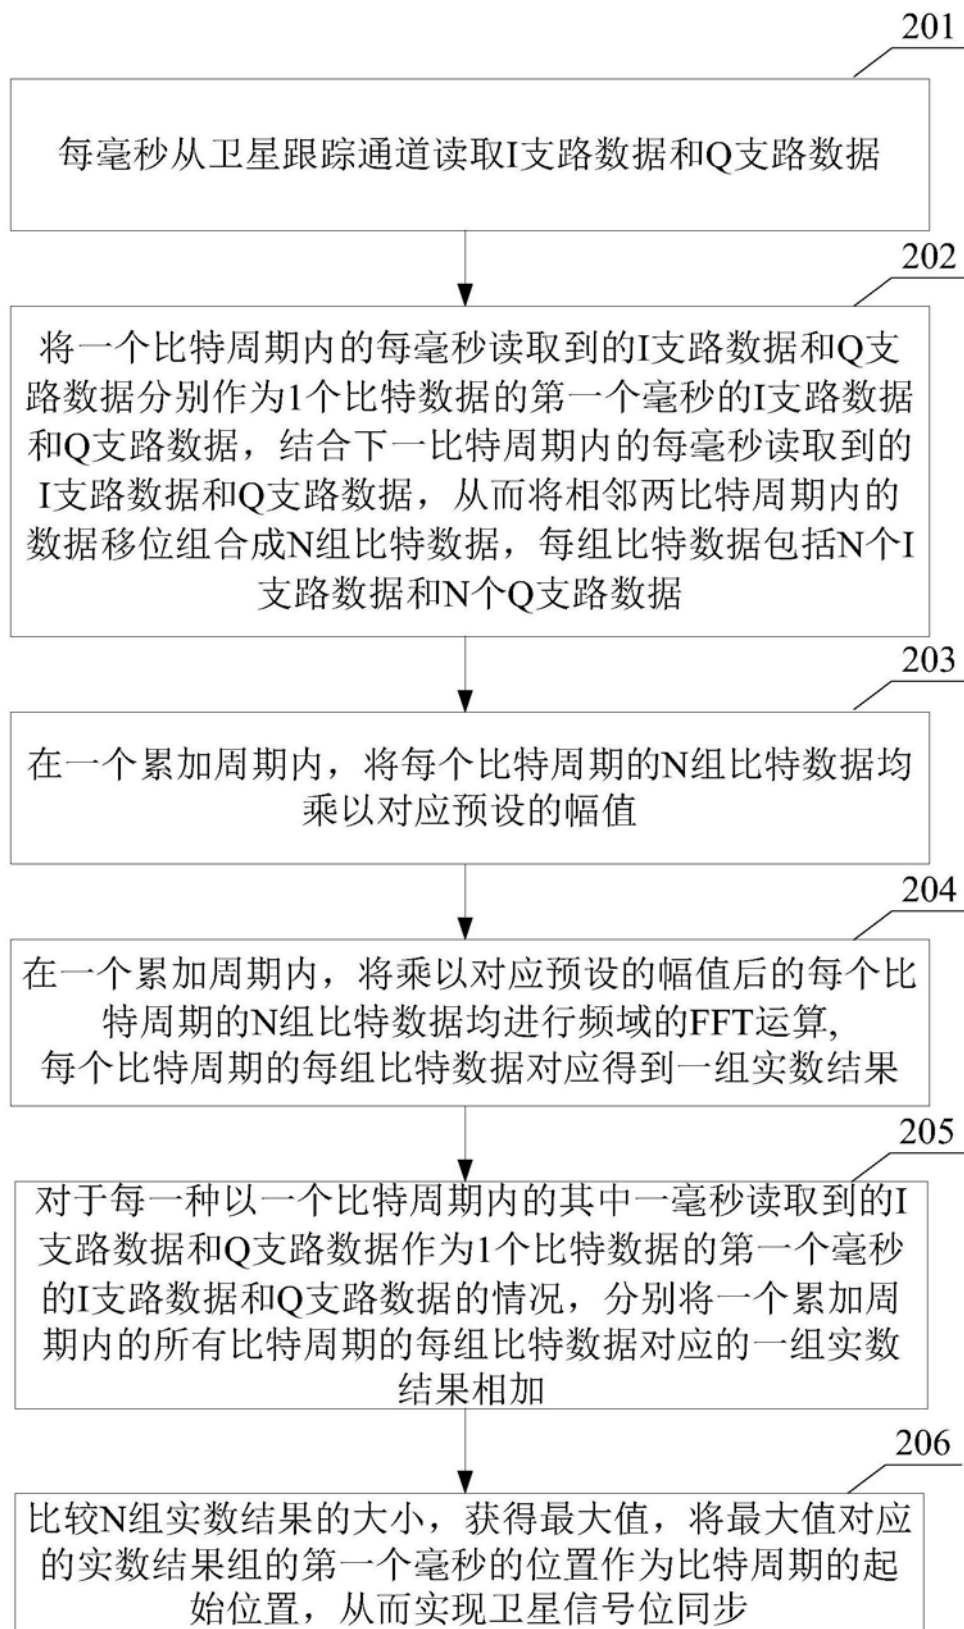 201
每毫秒从卫星跟踪通道读取I支路数据和Q支路数据
202
将一个比特周期内的每毫秒读取到的I支路数据和Q支
路数据分别作为1个比特数据的第一个毫秒的I支路数据
和Q支路数据，结合下一比特周期内的每毫秒读取到的
I支路数据和Q支路数据，从而将相邻两比特周期内的
数据移位组合成N组比特数据，每组比特数据包括N个I
支路数据和N个Q支路数据
203
在一个累加周期内，将每个比特周期的N组比特数据均
乘以对应预设的幅值
204
在一个累加周期内，将乘以对应预设的幅值后的每个比
特周期的N组比特数据均进行频域的FFT运算,
每个比特周期的每组比特数据对应得到一组实数结果
205
对于每一种以一个比特周期内的其中一毫秒读取到的I
支路数据和Q支路数据作为1个比特数据的第一个毫秒
的I支路数据和Q支路数据的情况，分别将一个累加周
期内的所有比特周期的每组比特数据对应的一组实数
结果相加
206
比较N组实数结果的大小，获得最大值，将最大值对应
的实数结果组的第一个毫秒的位置作为比特周期的起
始位置，从而实现卫星信号位同步